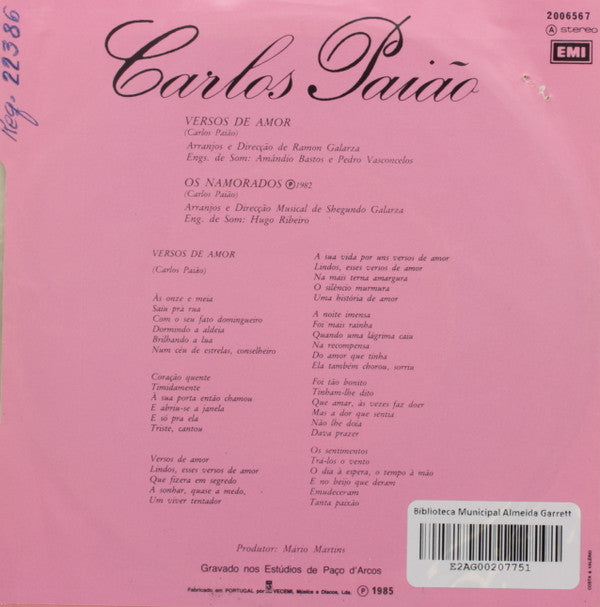 Reg. 22386
2006567
A stereo
EMI
Carlos Paião
VERSOS DE AMOR
(Carlos Paião)
Arranjos e Direcção de Ramon Galarza
Engs. de Som: Amândio Bastos e Pedro Vasconcelos
OS NAMORADOS Ⓟ 1982
(Carlos Paião)
Arranjos e Direcção Musical de Shegundo Galarza
Eng. de Som: Hugo Ribeiro
VERSOS DE AMOR
(Carlos Paião)
Às onze e meia
Saiu pra rua
Com o seu fato domingueiro
Dormindo a aldeia
Brilhando a lua
Num céu de estrelas, conselheiro
Coração quente
Timidamente
À sua porta então chamou
E abriu-se a janela
E só pra ela
Triste, cantou
Versos de amor
Lindos, esses versos de amor
Que fizera em segredo
A sonhar, quase a medo,
Um viver tentador
A sua vida por uns versos de amor
Lindos, esses versos de amor
Na mais terna amargura
O silêncio murmura
Uma história de amor
A noite imensa
Foi mais rainha
Quando uma lágrima caiu
Na recompensa
Do amor que tinha
Ela também chorou, sorriu
Foi tão bonito
Tinham-lhe dito
Que amar, às vezes faz doer
Mas a dor que sentia
Não lhe doía
Dava prazer
Os sentimentos
Trá-los o vento
O dia à espera, o tempo à mão
E no beijo que deram
Emudeceram
Tanta paixão
Biblioteca Municipal Almeida Garrett
E2AG00207751
Produtor: Mário Martins
Gravado nos Estúdios de Paço d'Arcos
Fabricado em PORTUGAL por VECEMI, Música e Discos, Lda. Ⓟ 1985
COSTA & VALÉRIO